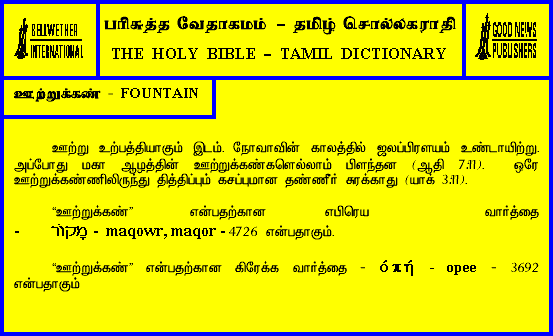 BELLWETHER
INTERNATIONAL
பரிசுத்த வேதாகமம் – தமிழ் சொல்லகராதி
THE HOLY BIBLE – TAMIL DICTIONARY
GOOD NEWS
PUBLISHERS
ஊற்றுக்கண் - FOUNTAIN
ஊற்று உற்பத்தியாகும் இடம். நோவாவின் காலத்தில் ஜலப்பிரளயம் உண்டாயிற்று.
அப்போது மகா ஆழத்தின் ஊற்றுக்கண்களெல்லாம் பிளந்தன (ஆதி 7:11). ஒரே
ஊற்றுக்கண்ணிலிருந்து தித்திப்பும் கசப்புமான தண்ணீர் சுரக்காது (யாக் 3:11).
“ஊற்றுக்கண்” என்பதற்கான எபிரெய வார்த்தை
- מָקוֹר - maqowr, maqor - 4726 என்பதாகும்.
“ஊற்றுக்கண்” என்பதற்கான கிரேக்க வார்த்தை - ὀπή - opee - 3692
என்பதாகும்